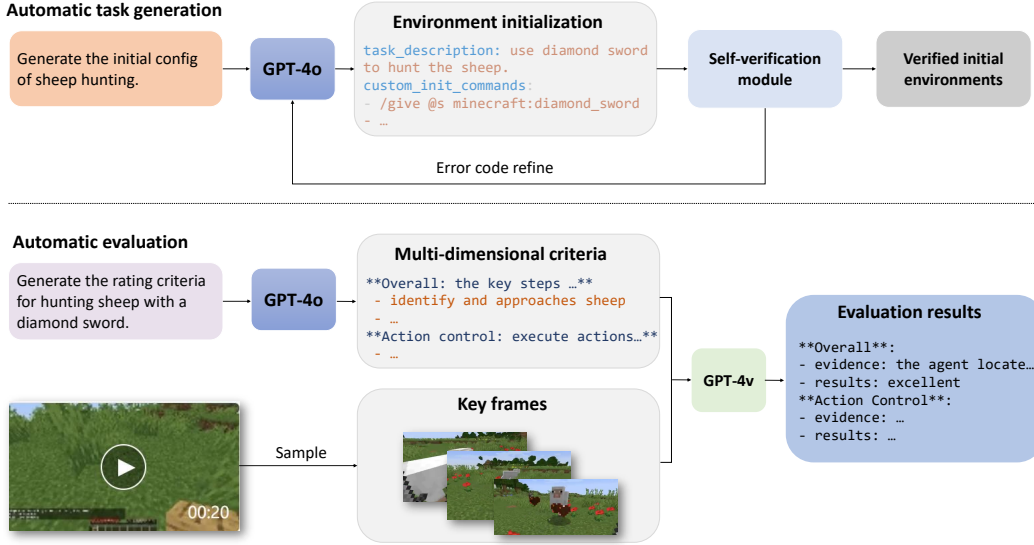 Automatic task generation
Generate the initial config
of sheep hunting.
GPT-4o
Environment initialization
task_description: use diamond sword
to hunt the sheep.
custom_init_commands:
- /give @s minecraft:diamond_sword
- …
Self-verification
module
Verified initial
environments
Error code refine
Automatic evaluation
Generate the rating criteria
for hunting sheep with a
diamond sword.
GPT-4o
Multi-dimensional criteria
**Overall: the key steps …**
- identify and approaches sheep
- …
**Action control: execute actions…**
- …
Key frames
Sample
00:20
GPT-4v
Evaluation results
**Overall**:
- evidence: the agent locate…
- results: excellent
**Action Control**:
- evidence: …
- results: …